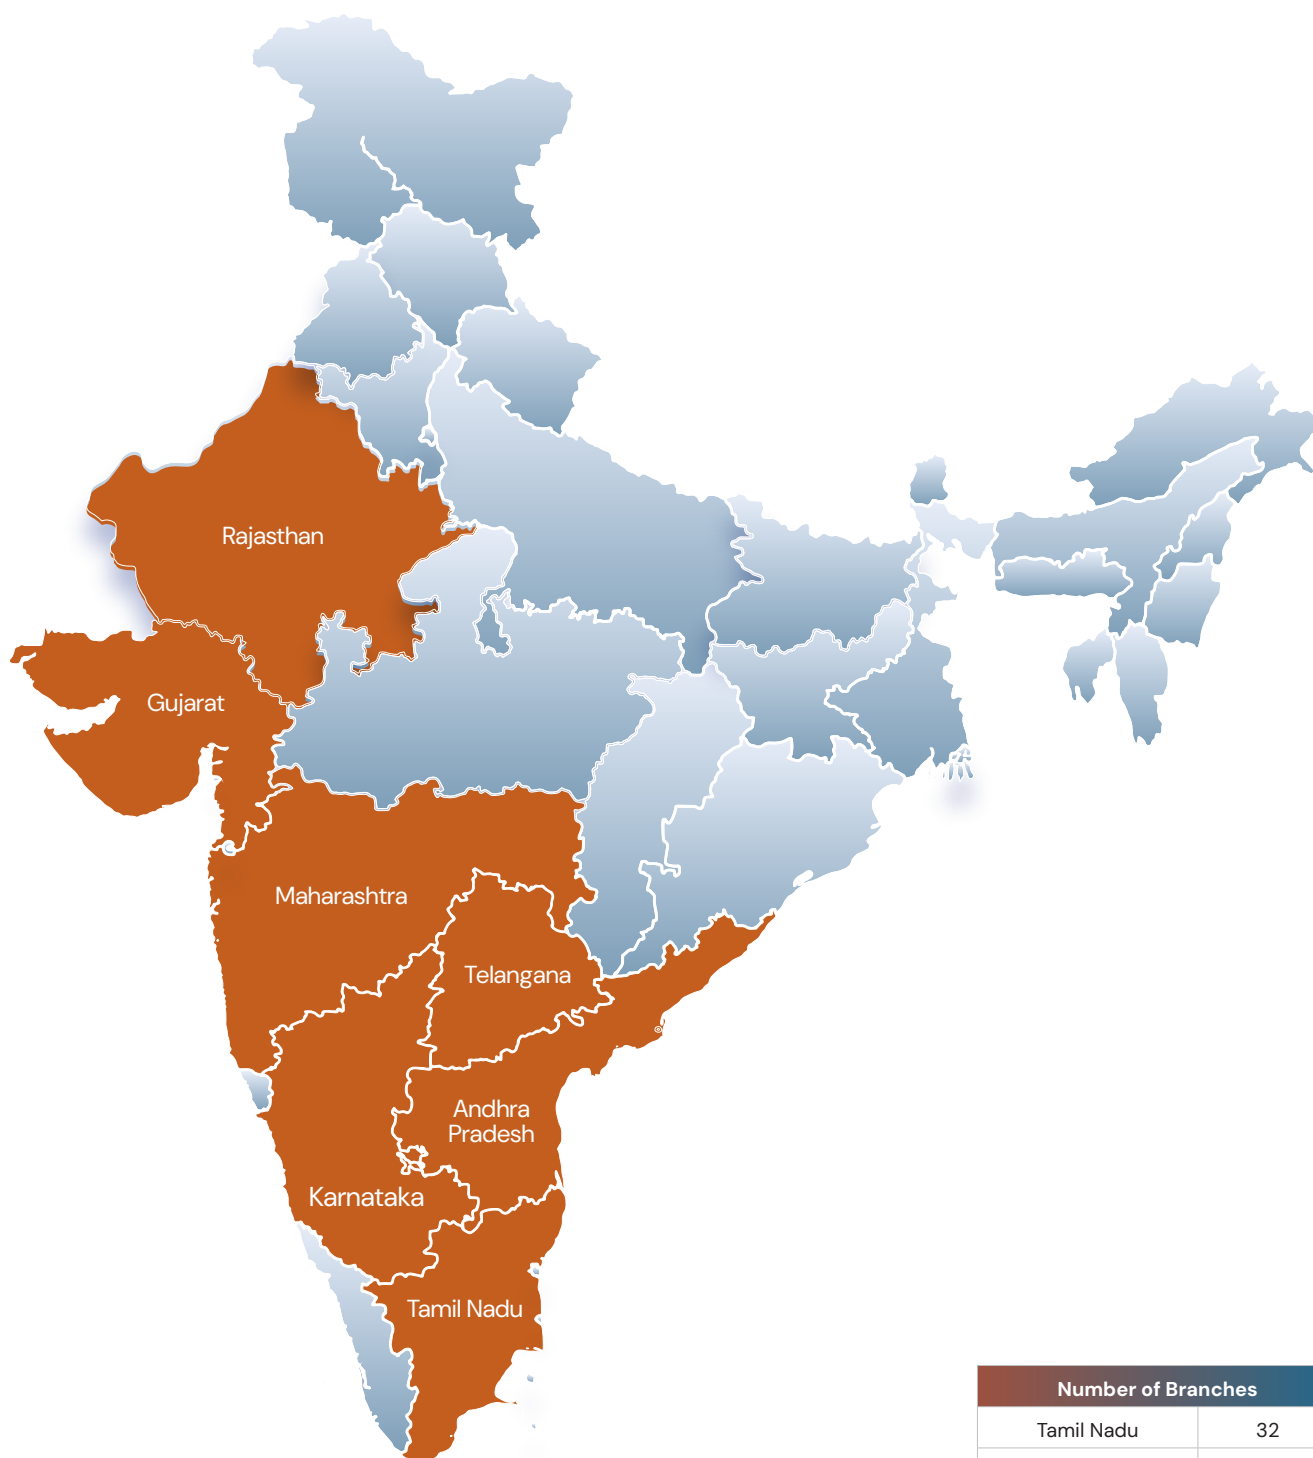 Rajasthan
Gujarat
Maharashtra
Telangana
Andhra
Pradesh
Karnataka
Tamil Nadu
Number of Branches
Tamil Nadu 32